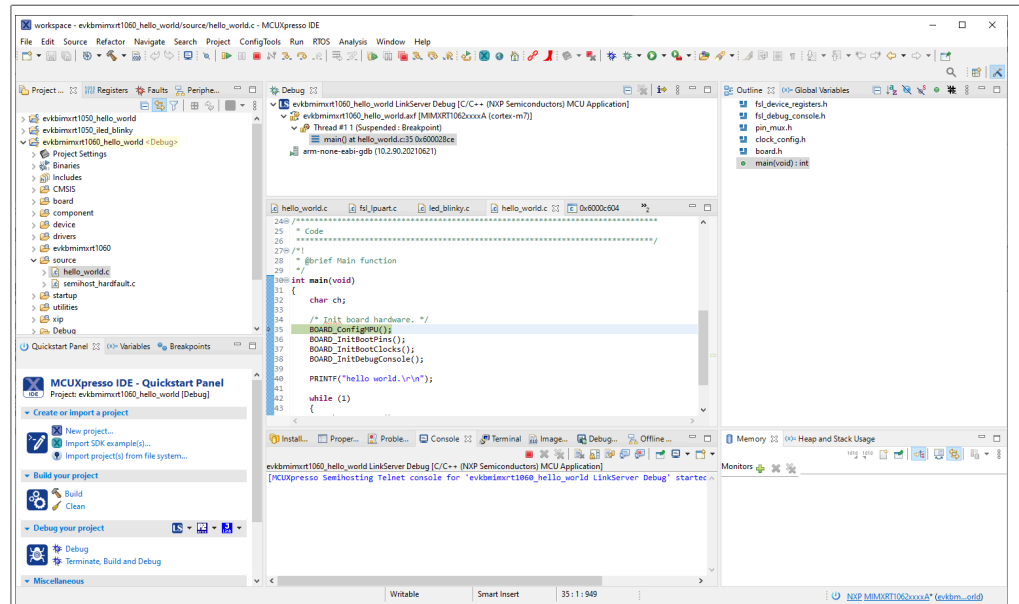 workspace - evkbmimxrt1060_hello_world/source/hello_world.c - MCUXpresso IDE
File Edit Source Refactor Navigate Search Project ConfigTools Run RTOS Analysis Window Help
Project... Registers Faults Periphe...
evkbimxrt1050_hello_world
evkbimxrt1050_iled_blinky
evkbmimxrt1060_hello_world <Debug>
Project Settings
Binaries
Includes
CMSIS
board
component
device
drivers
evkbmimxrt1060
source
hello_world.c
semihost_hardfault.c
startup
utilities
xip
Debug
Debug
evkbmimxrt1060_hello_world LinkServer Debug [C/C++ (NXP Semiconductors) MCU Application]
evkbmimxrt1060_hello_world.axf [MIMXRT1062xxxxA (cortex-m7)]
Thread #1 1 (Suspended : Breakpoint)
main() at hello_world.c:35 0x600028ce
arm-none-eabi-gdb (10.2.90.20210621)
Outline Global Variables
fsl_device_registers.h
fsl_debug_console.h
pin_mux.h
clock_config.h
board.h
main(void) : int
hello_world.c fsl_lpuart.c led_blinky.c hello_world.c 0x6000c604 »2
24 /*******************************************************************************
25 * Code
26 ******************************************************************************/
27 /*!
28 * @brief Main function
29 */
30 int main(void)
31 {
32 char ch;
33
34 /* Init board hardware. */
35 BOARD_ConfigMPU();
36 BOARD_InitBootPins();
37 BOARD_InitBootClocks();
38 BOARD_InitDebugConsole();
39
40 PRINTF("hello world.\r\n");
41
42 while (1)
43 {
Quickstart Panel (x)= Variables Breakpoints
MCUXpresso IDE - Quickstart Panel
IDE Project: evkbmimxrt1060_hello_world [Debug]
Create or import a project
New project...
Import SDK example(s)...
Import project(s) from file system...
Build your project
Build
Clean
Debug your project
LS
Debug
Terminate, Build and Debug
Miscellaneous
Install... Proper... Proble... Console Terminal Image... Debug... Offline...
evkbmimxrt1060_hello_world LinkServer Debug [C/C++ (NXP Semiconductors) MCU Application]
[MCUXpresso Semihosting Telnet console for 'evkbmimxrt1060_hello_world LinkServer Debug' startec
Memory (x)= Heap and Stack Usage
Monitors
Writable Smart Insert 35 : 1 : 949
NXP MIMXRT1062xxxxA* (evkbm...orld)